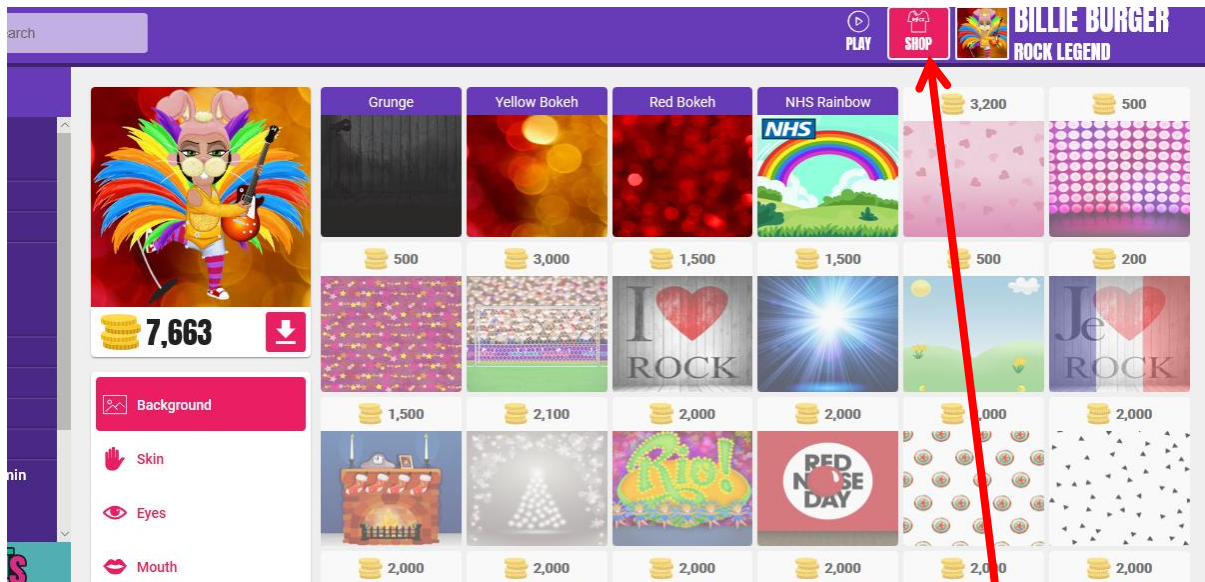 arch
PLAY
SHOP
BILLIE BURGER
ROCK LEGEND
Grunge
Yellow Bokeh
Red Bokeh
NHS Rainbow
3,200
500
NHS
7,663
500
3,000
1,500
1,500
500
200
I
ROCK
Je
ROCK
Background
Skin
Eyes
Mouth
min
1,500
2,100
2,000
2,000
2,000
Rio!
RED
NOSE
DAY
2,000
2,000
2,000
2,000
2,000